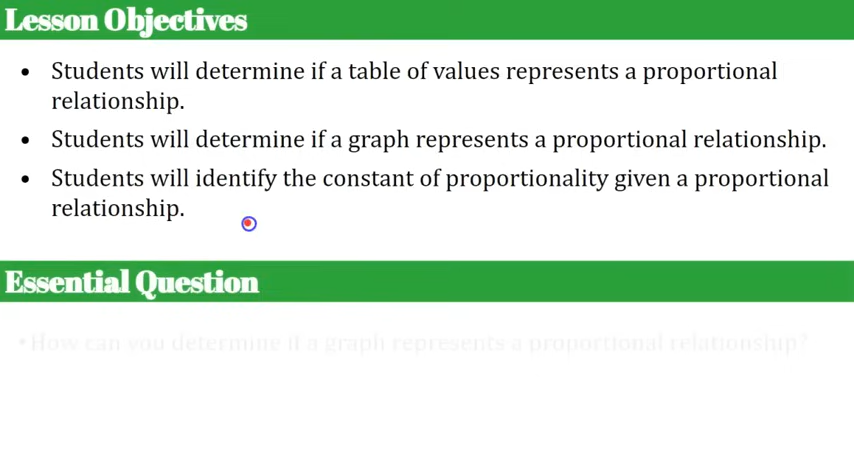 Lesson Objectives
• Students will determine if a table of values represents a proportional
relationship.
• Students will determine if a graph represents a proportional relationship.
• Students will identify the constant of proportionality given a proportional
relationship.
Essential Question
• How can you determine if a graph represents a proportional relationship?